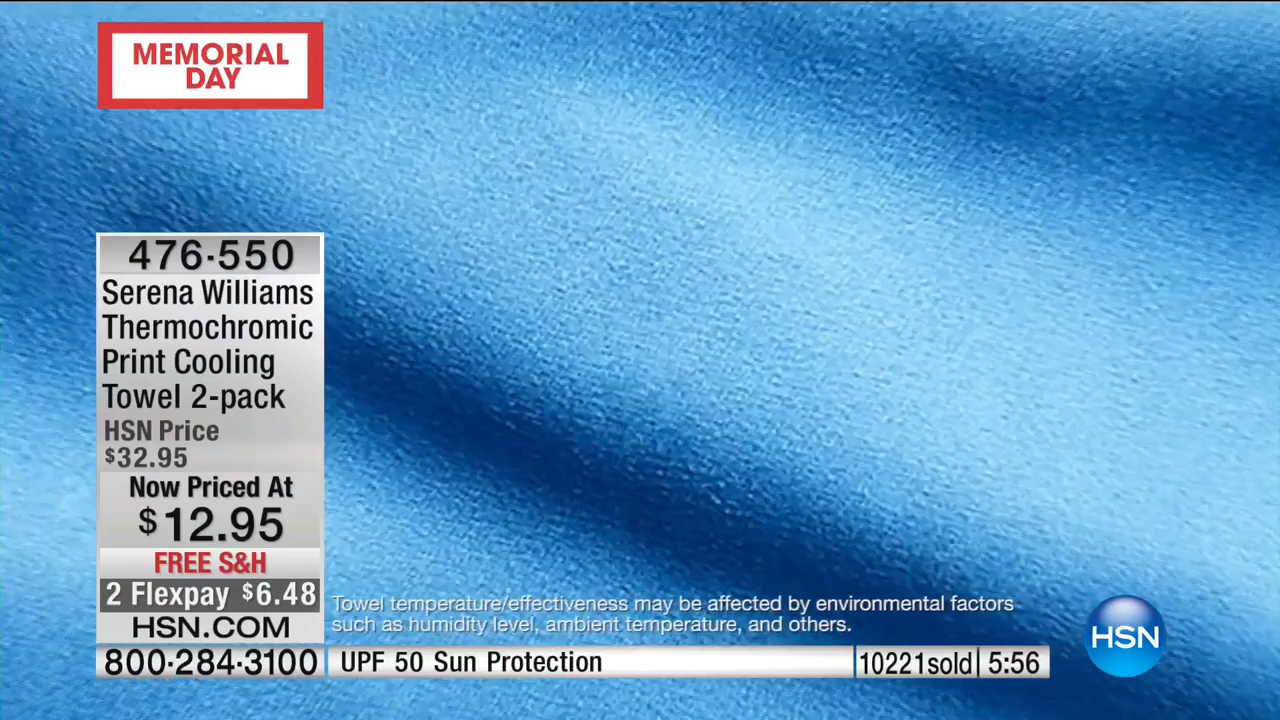 MEMORIAL
DAY
476·550
Serena Williams
Thermochromic
Print Cooling
Towel 2-pack
HSN Price
$32.95
Now Priced At
$12.95
FREE S&H
2 Flexpay $6.48
HSN.COM
800·284·3100
Towel temperature/effectiveness may be affected by environmental factors
such as humidity level, ambient temperature, and others.
UPF 50 Sun Protection
10221sold
5:56
HSN